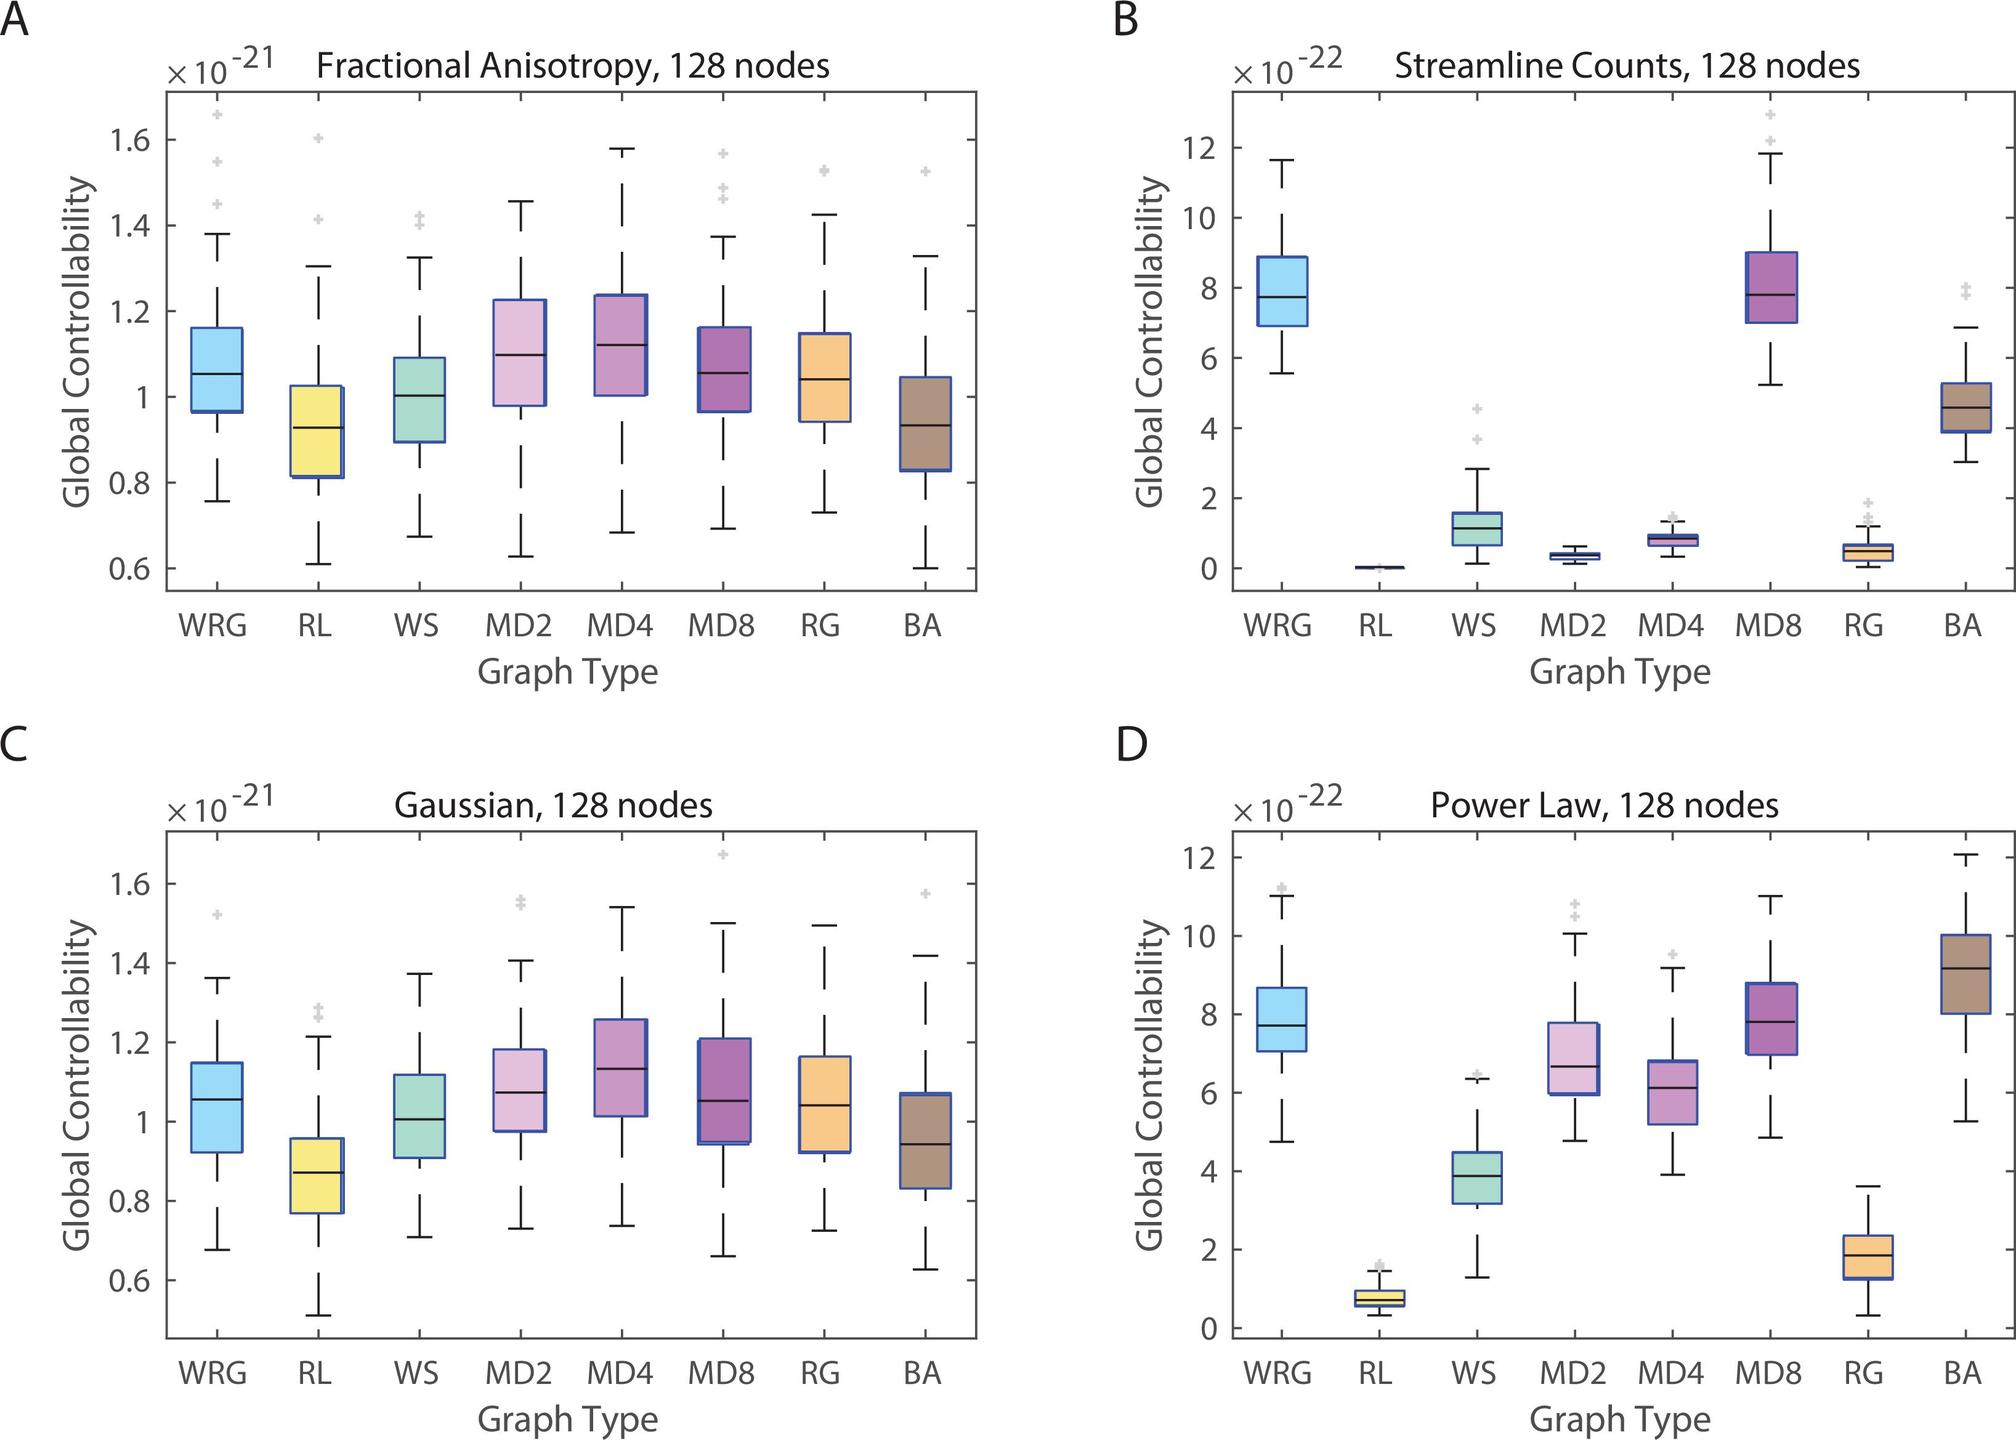 A
×10-21
Fractional Anisotropy, 128 nodes
Global Controllability
1.6
1.4
1.2
1
0.8
0.6
WRG RL WS MD2 MD4 MD8 RG BA
Graph Type
B
×10-22
Streamline Counts, 128 nodes
Global Controllability
12
10
8
6
4
2
0
WRG RL WS MD2 MD4 MD8 RG BA
Graph Type
C
×10-21
Gaussian, 128 nodes
Global Controllability
1.6
1.4
1.2
1
0.8
0.6
WRG RL WS MD2 MD4 MD8 RG BA
Graph Type
D
×10-22
Power Law, 128 nodes
Global Controllability
12
10
8
6
4
2
0
WRG RL WS MD2 MD4 MD8 RG BA
Graph Type